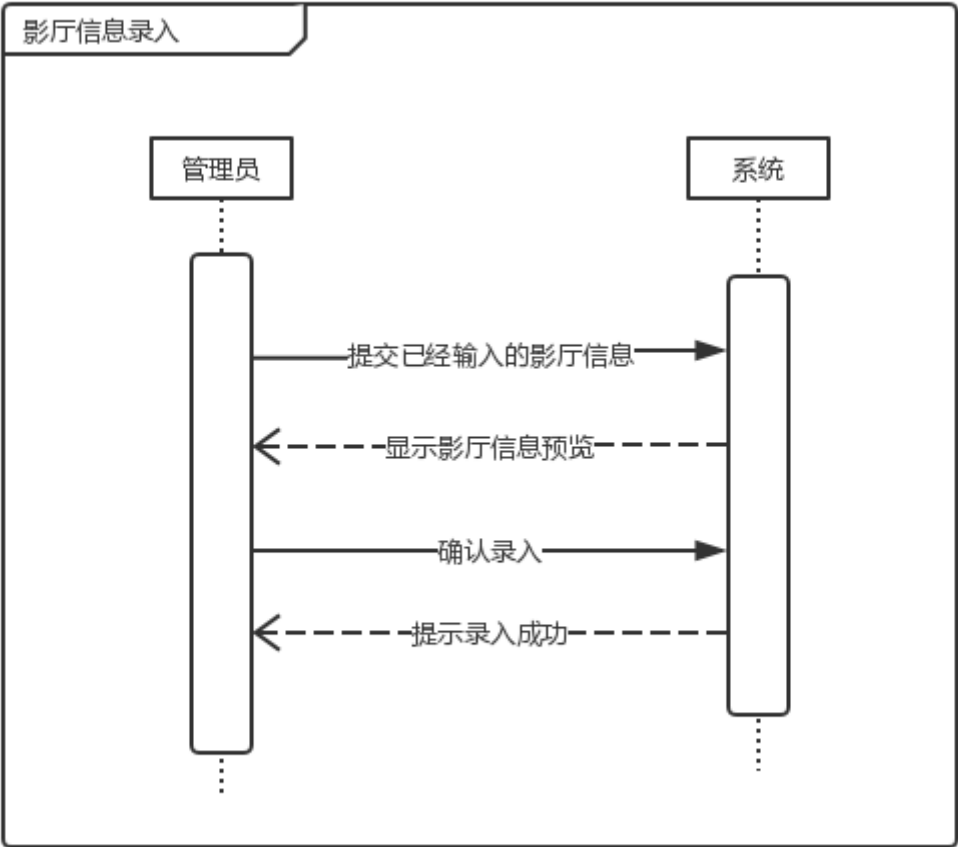 影厅信息录入
管理员
系统
提交已经输入的影厅信息
显示影厅信息预览
确认录入
提示录入成功